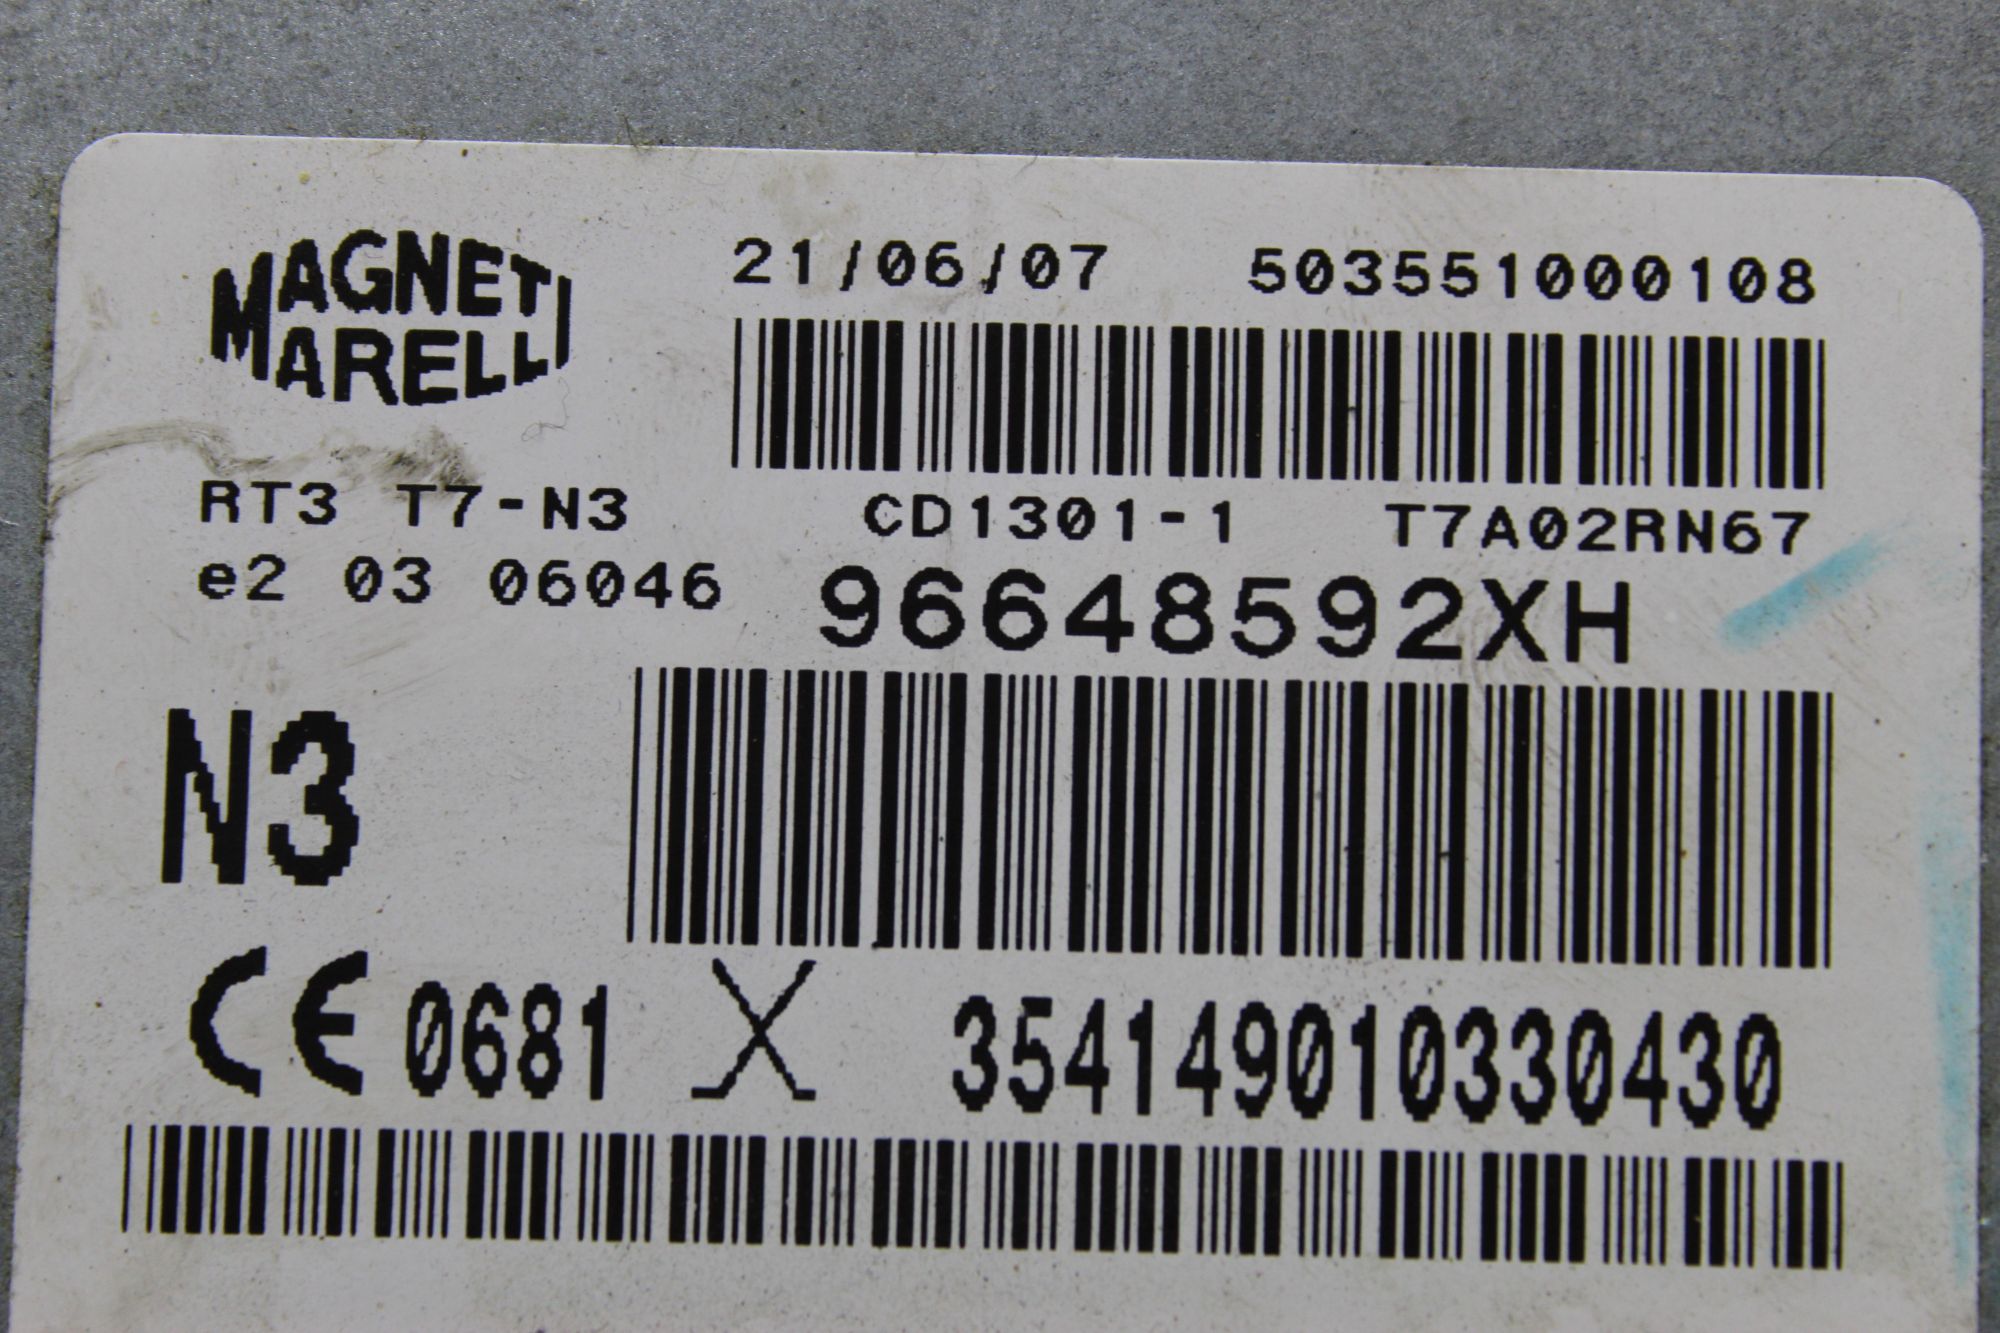 MAGNETI
MARELLI
21/06/07 503551000108
RT3 T7-N3 CD1301-1 T7A02RN67
e2 03 06046 96648592XH
N3
CE 0681 354149010330430